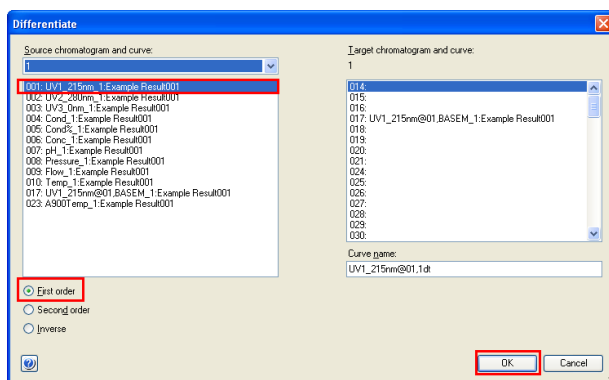 Differentiate
Source chromatogram and curve:
1
001: UV1_215nm_1:Example Result001
002: UV2_280nm_1:Example Result001
003: UV3_0nm_1:Example Result001
004: Cond_1:Example Result001
005: Cond%_1:Example Result001
006: Conc_1:Example Result001
007: pH_1:Example Result001
008: Pressure_1:Example Result001
009: Flow_1:Example Result001
010: Temp_1:Example Result001
017: UV1_215nm@01,BASEM_1:Example Result001
023: A900Temp_1:Example Result001
First order
Second order
Inverse
Target chromatogram and curve:
1
014:
015:
016:
017: UV1_215nm@01,BASEM_1:Example Result001
018:
019:
020:
021:
024:
025:
026:
027:
028:
029:
030:
Curve name:
UV1_215nm@01,1dt
OK
Cancel